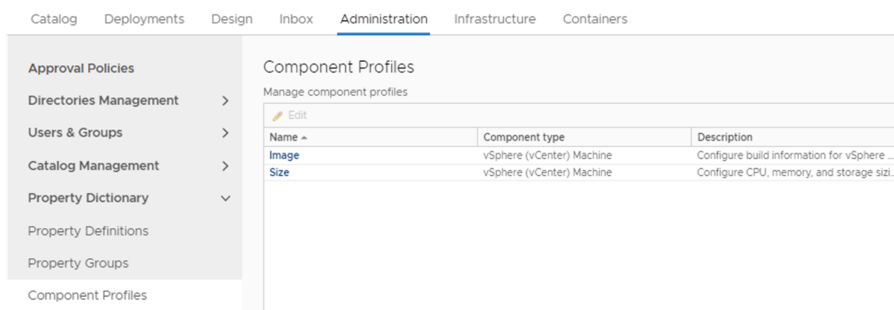 Catalog Deployments Design Inbox Administration Infrastructure Containers
Approval Policies
Directories Management
Users & Groups
Catalog Management
Property Dictionary
Property Definitions
Property Groups
Component Profiles
Component Profiles
Manage component profiles
Edit
Name Component type Description
Image vSphere (vCenter) Machine Configure build information for vSphere ...
Size vSphere (vCenter) Machine Configure CPU, memory, and storage sizi...